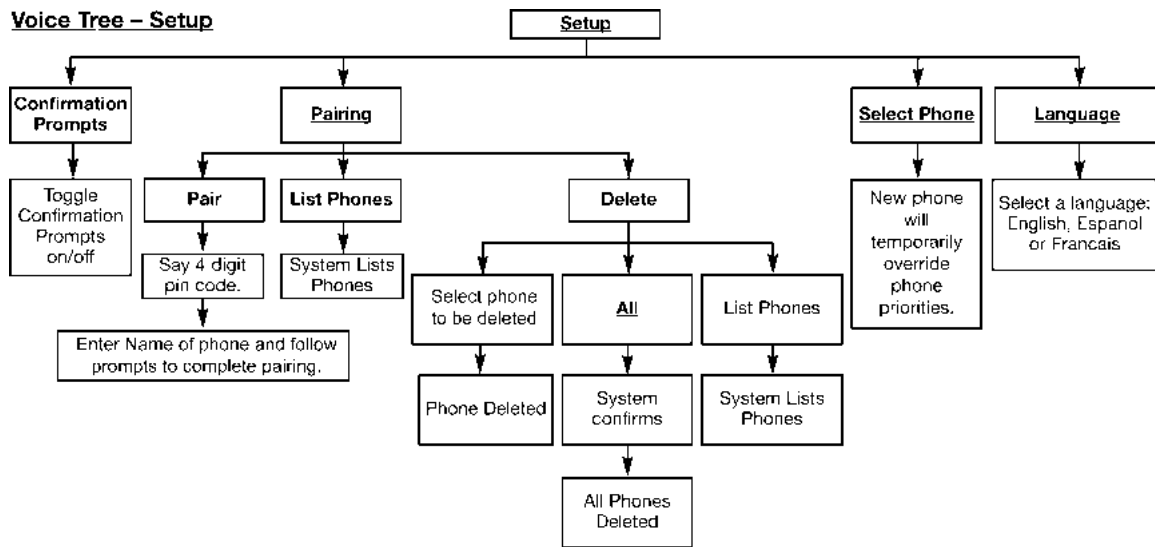 Voice Tree – Setup
Setup
Confirmation
Prompts
Pairing
Select Phone
Language
Toggle
Confirmation
Prompts
on/off
Pair
List Phones
Delete
New phone
will
temporarily
override
phone
priorities.
Select a language:
English, Espanol
or Francais
Say 4 digit
pin code.
System Lists
Phones
Select phone
to be deleted
All
List Phones
Enter Name of phone and follow
prompts to complete pairing.
Phone Deleted
System
confirms
System Lists
Phones
All Phones
Deleted